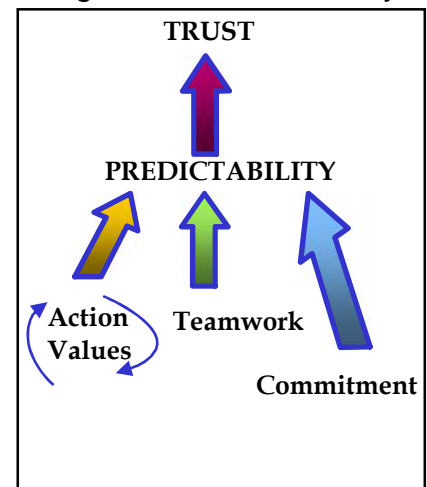 TRUST
PREDICTABILITY
Action
Values
Teamwork
Commitment